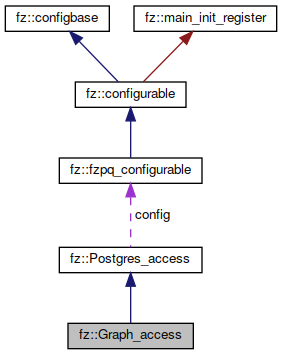 fz::configbase
fz::main_init_register
fz::configurable
fz::fzpq_configurable
config
fz::Postgres_access
fz::Graph_access